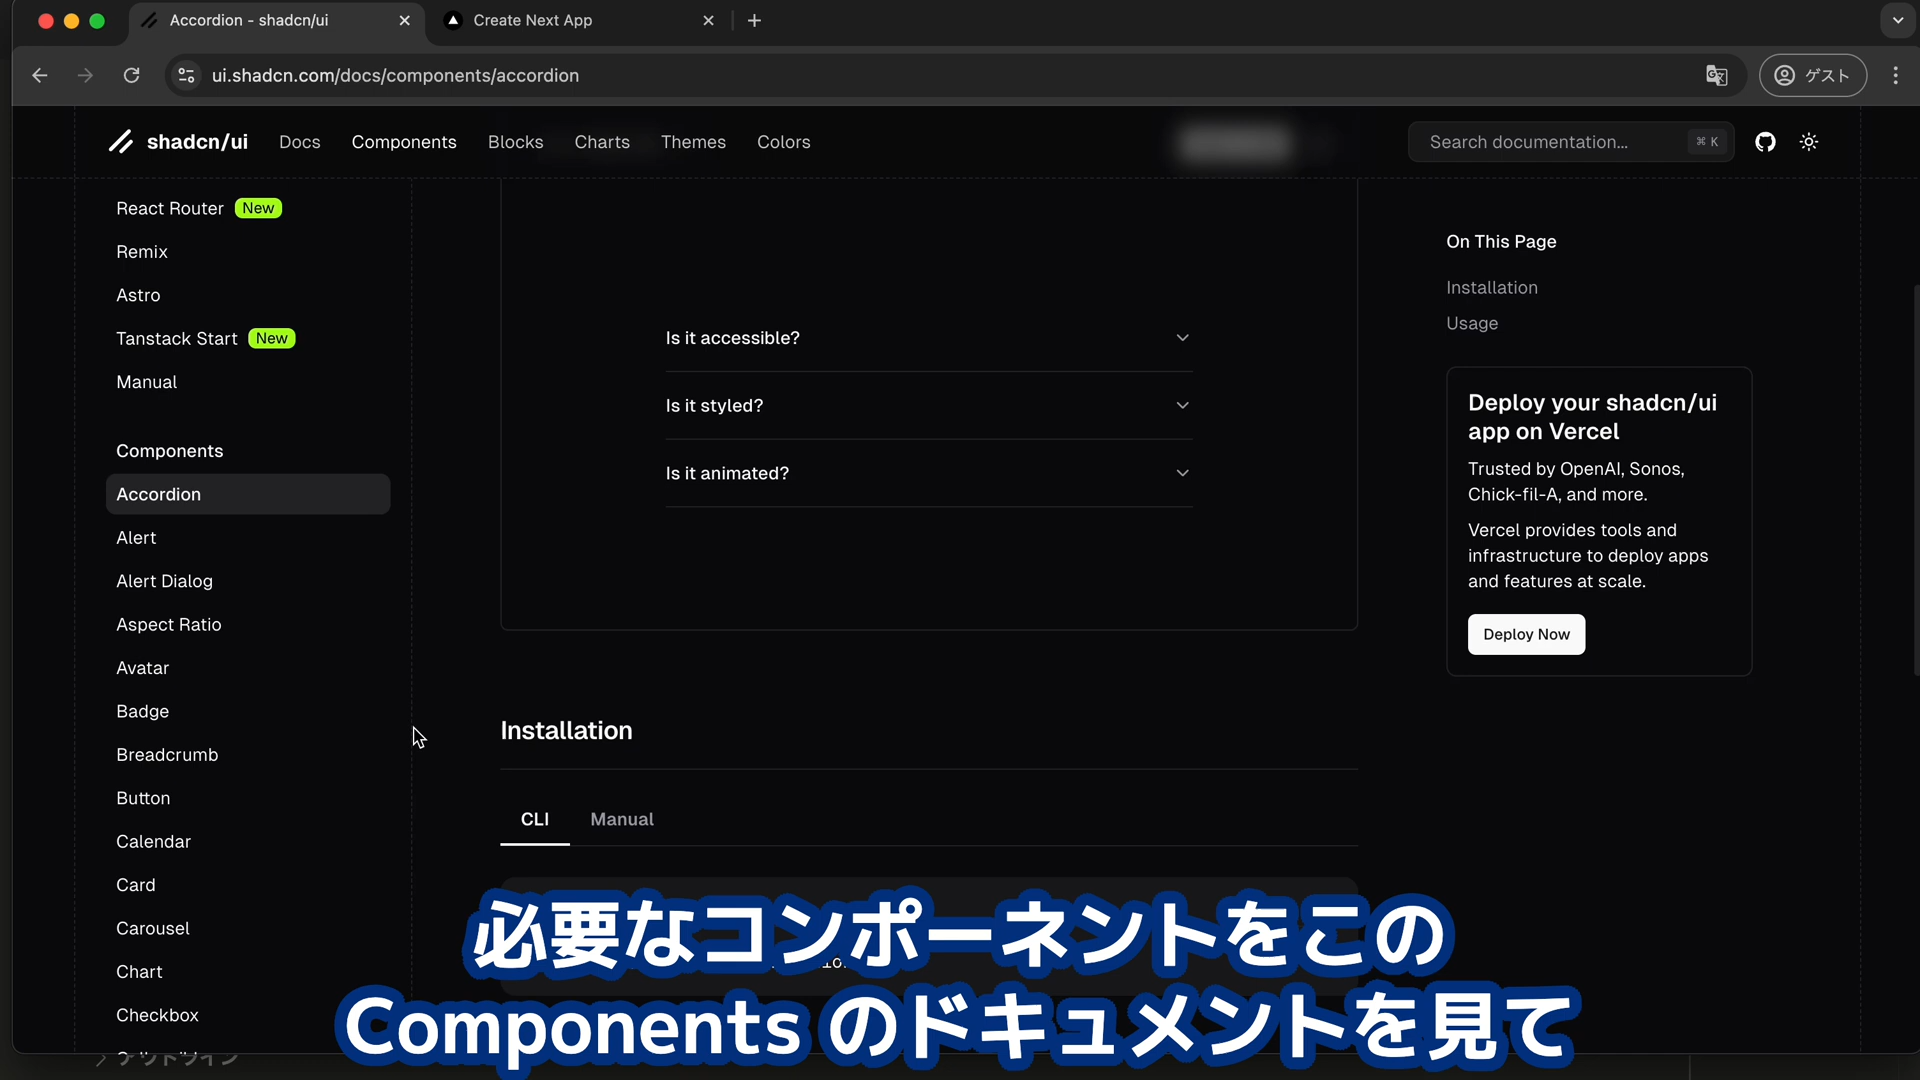 Accordion - shadcn/ui
Create Next App
ui.shadcn.com/docs/components/accordion
ゲスト
shadcn/ui
Docs
Components
Blocks
Charts
Themes
Colors
Search documentation...
⌘ K
React Router New
Remix
Astro
Tanstack Start New
Manual
Components
Accordion
Alert
Alert Dialog
Aspect Ratio
Avatar
Badge
Breadcrumb
Button
Calendar
Card
Carousel
Chart
Checkbox
Is it accessible?
Is it styled?
Is it animated?
Installation
CLI
Manual
On This Page
Installation
Usage
Deploy your shadcn/ui
app on Vercel
Trusted by OpenAI, Sonos,
Chick-fil-A, and more.
Vercel provides tools and
infrastructure to deploy apps
and features at scale.
Deploy Now
必要なコンポーネントをこの
Components のドキュメントを見て